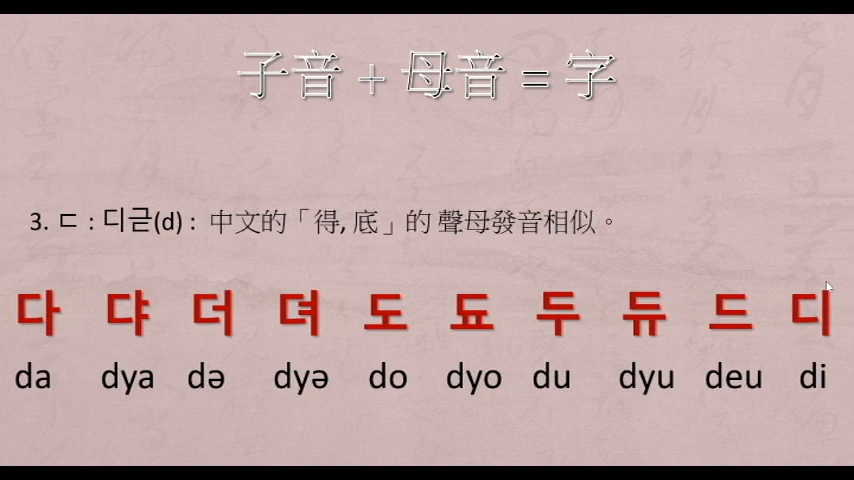 子音 + 母音 = 字
3. ㄷ : 디귿(d) : 中文的「得, 底」的 聲母發音相似。
다 댜 더 뎌 도 됴 두 듀 드 디
da dya də dyə do dyo du dyu deu di